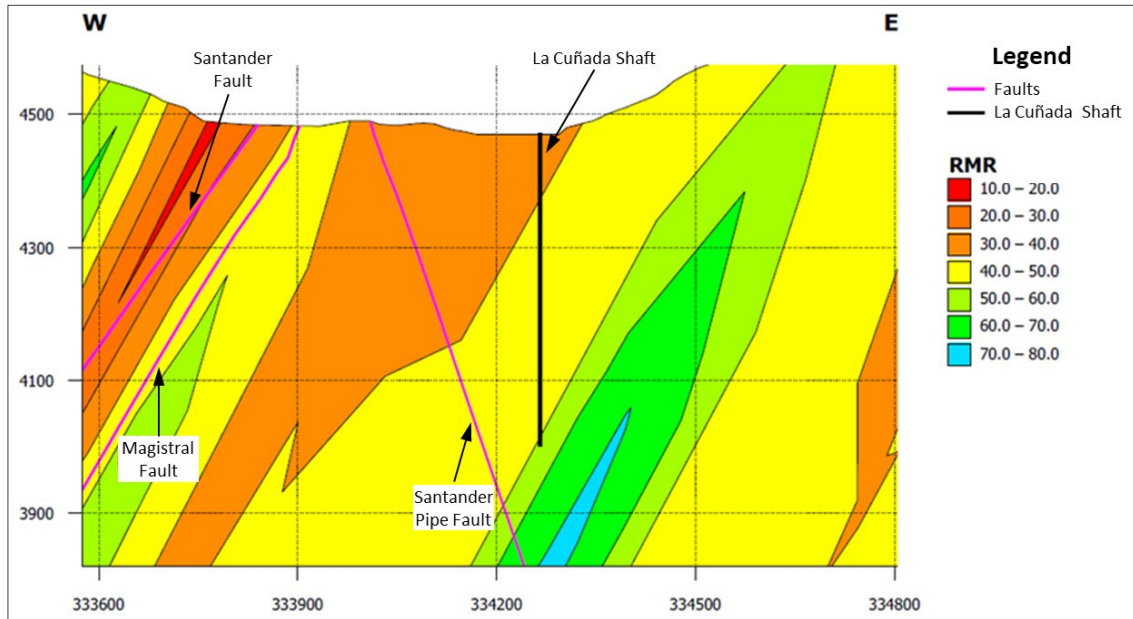 W
E
Santander
Fault
La Cuñada Shaft
Legend
Faults
La Cuñada Shaft
RMR
10.0 – 20.0
20.0 – 30.0
30.0 – 40.0
40.0 – 50.0
50.0 – 60.0
60.0 – 70.0
70.0 – 80.0
4500
4300
4100
3900
Magistral
Fault
Santander
Pipe Fault
333600
333900
334200
334500
334800